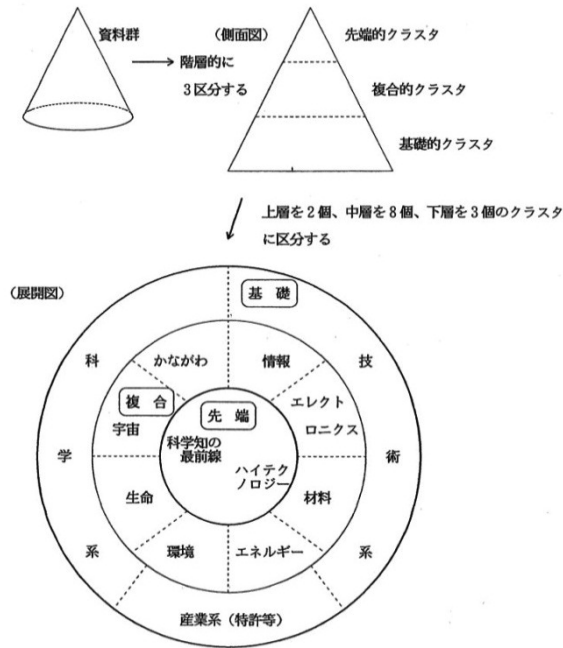 資料群
階層的に
3区分する
(側面図)
先端的クラスタ
複合的クラスタ
基礎的クラスタ
上層を2個、中層を8個、下層を3個のクラスタ
に区分する
(展開図)
基 礎
科
学
系
技
術
系
産業系(特許等)
複 合
かながわ
情報
エレクト
ロニクス
材料
エネルギー
環境
生命
宇宙
先 端
科学知の
最前線
ハイテク
ノロジー